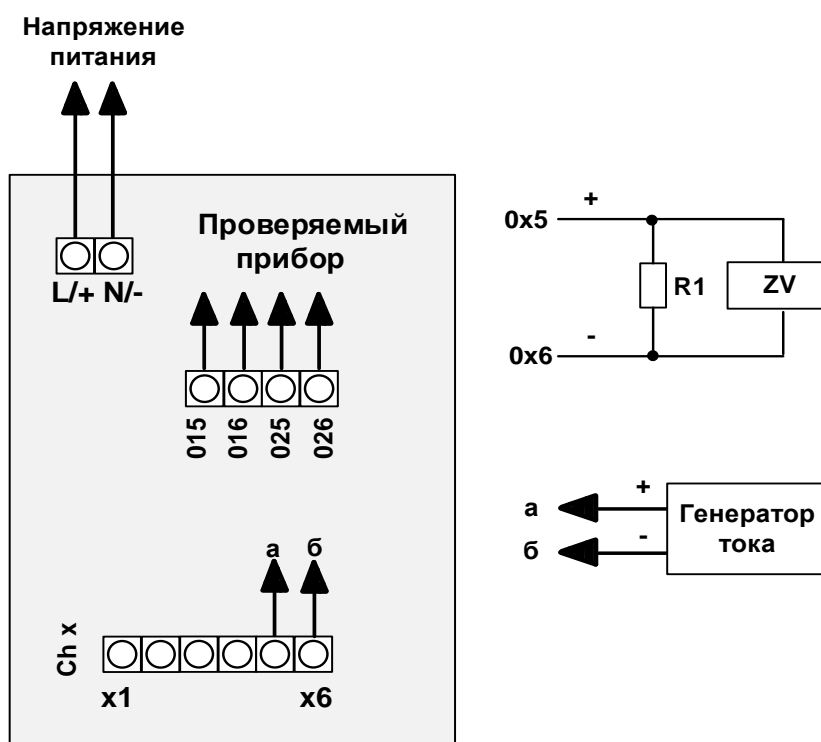 Напряжение
питания
L/+ N/-
Проверяемый
прибор
015 016 025 026
а б
Ch x
x1 x6
0x5 +
R1 ZV
0x6 -
а +
б -
Генератор
тока